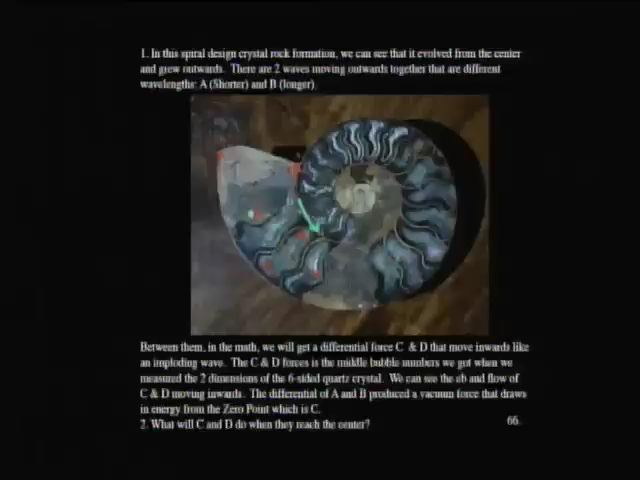 1. In this spiral design crystal rock formation, we can see that it evolved from the center
and grew outwards. There are 2 waves moving outwards together that are different
wavelengths: A (Shorter) and B (longer)
Between them, in the math, we will get a differential force C & D that move inwards like
an imploding wave. The C & D forces is the middle bubble numbers we got when we
measured the 2 dimensions of the 6-sided quartz crystal. We can see the eb and flow of
C & D moving inwards. The differential of A and B produced a vacuum force that draws
in energy from the Zero Point which is C.
2. What will C and D do when they reach the center?
66